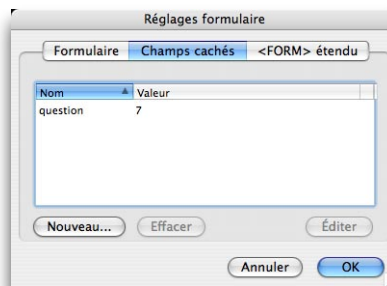 Réglages formulaire
Formulaire Champs cachés <FORM> étendu
Nom Valeur
question 7
Nouveau... Effacer Éditer
Annuler OK